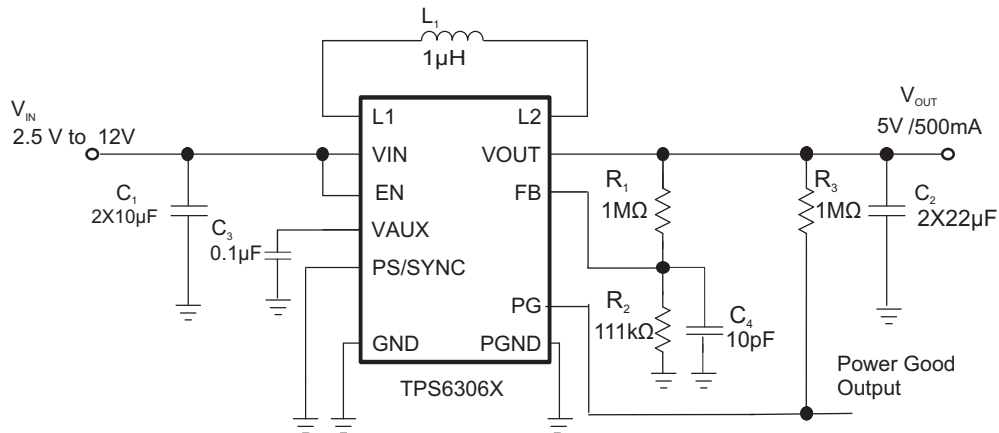 L₁
1µH
V_IN
2.5 V to 12V
V_OUT
5V /500mA
L1
L2
VIN
VOUT
EN
FB
VAUX
PS/SYNC
PG
GND
PGND
C₁
2X10µF
C₃
0.1µF
R₁
1MΩ
R₃
1MΩ
C₂
2X22µF
R₂
111kΩ
C₄
10pF
Power Good
Output
TPS6306X